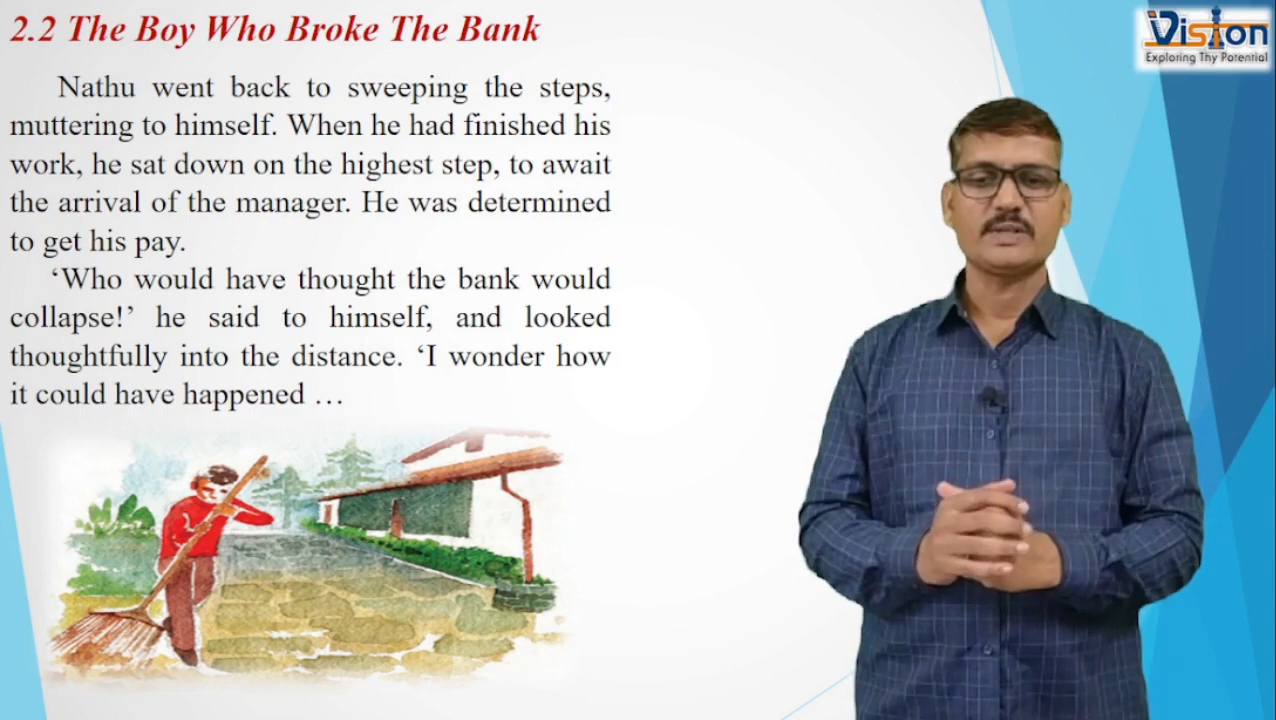 2.2 The Boy Who Broke The Bank
Vision
Exploring Thy Potential
Nathu went back to sweeping the steps,
muttering to himself. When he had finished his
work, he sat down on the highest step, to await
the arrival of the manager. He was determined
to get his pay.
‘Who would have thought the bank would
collapse!’ he said to himself, and looked
thoughtfully into the distance. ‘I wonder how
it could have happened …